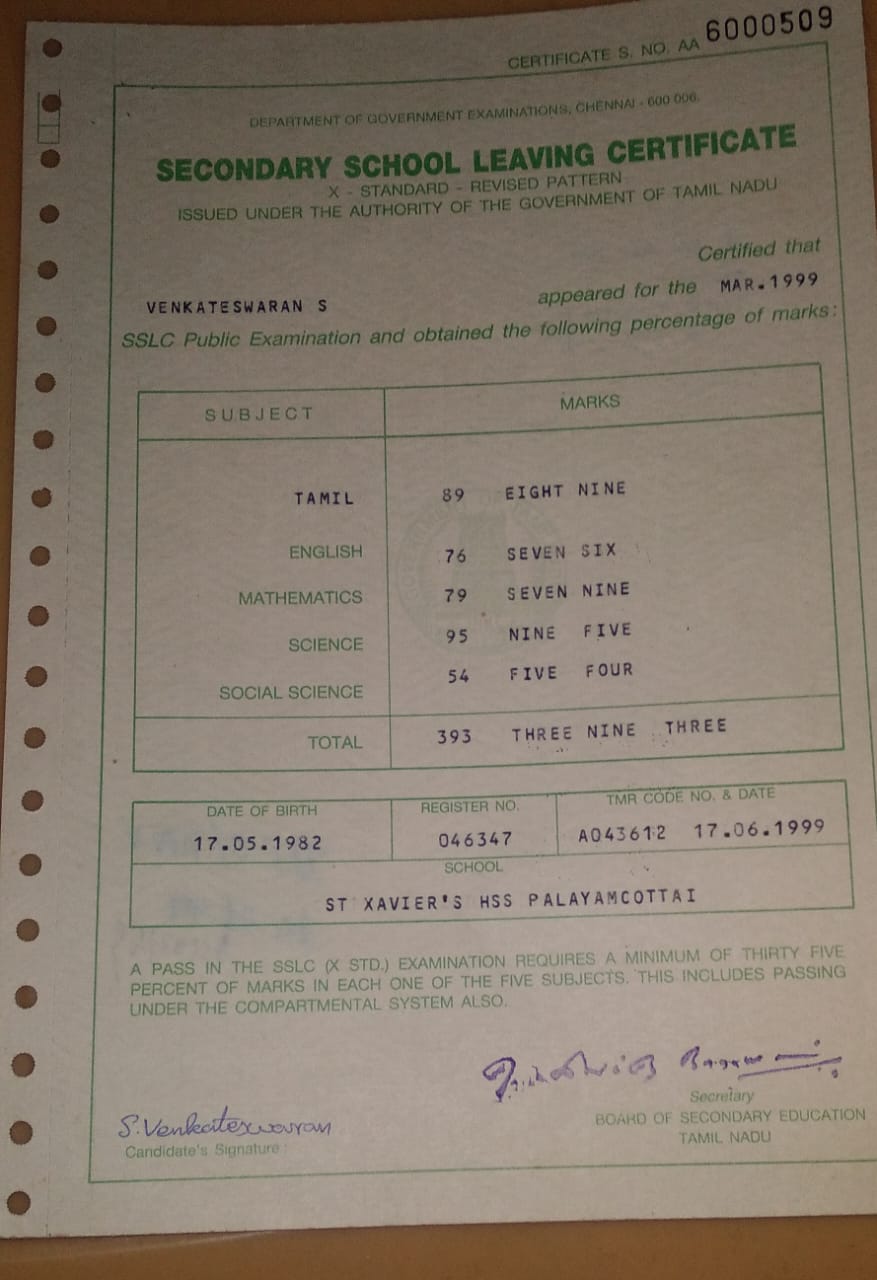 CERTIFICATE S. NO. AA 6000509
DEPARTMENT OF GOVERNMENT EXAMINATIONS, CHENNAI - 600 006.
SECONDARY SCHOOL LEAVING CERTIFICATE
X - STANDARD - REVISED PATTERN
ISSUED UNDER THE AUTHORITY OF THE GOVERNMENT OF TAMIL NADU
Certified that
VENKATESWARAN S appeared for the MAR.1999
SSLC Public Examination and obtained the following percentage of marks:
SUBJECT MARKS
TAMIL 89 EIGHT NINE
ENGLISH 76 SEVEN SIX
MATHEMATICS 79 SEVEN NINE
SCIENCE 95 NINE FIVE
SOCIAL SCIENCE 54 FIVE FOUR
TOTAL 393 THREE NINE THREE
DATE OF BIRTH REGISTER NO. TMR CODE NO. & DATE
17.05.1982 046347 A043612 17.06.1999
SCHOOL
ST XAVIER'S HSS PALAYAMCOTTAI
A PASS IN THE SSLC (X STD.) EXAMINATION REQUIRES A MINIMUM OF THIRTY FIVE
PERCENT OF MARKS IN EACH ONE OF THE FIVE SUBJECTS. THIS INCLUDES PASSING
UNDER THE COMPARTMENTAL SYSTEM ALSO.
S. Venkateswaran
Candidate's Signature :
Secretary
BOARD OF SECONDARY EDUCATION
TAMIL NADU